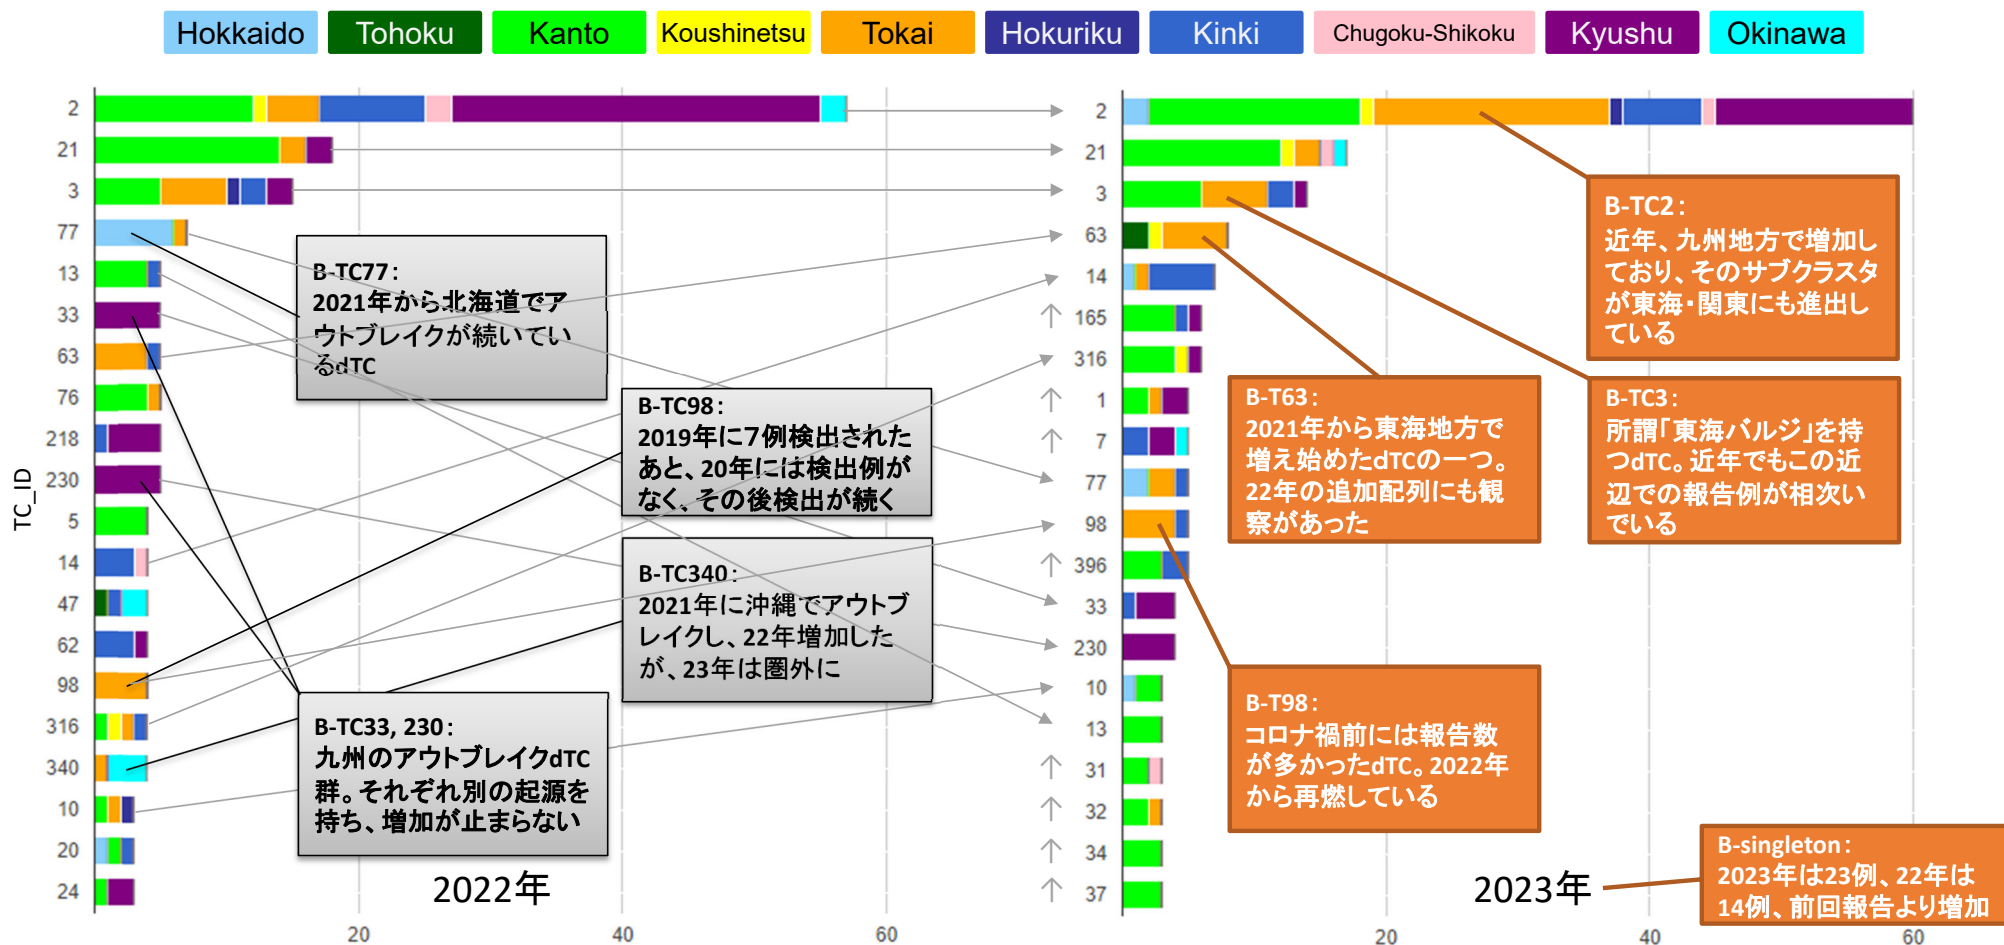 Hokkaido
Tohoku
Kanto
Koushinetsu
Tokai
Hokuriku
Kinki
Chugoku-Shikoku
Kyushu
Okinawa
TC_ID
2
21
3
77
13
33
63
76
218
230
5
14
47
62
98
316
340
10
20
24
20
40
60
2022年
B-TC77:
2021年から北海道でア
ウトブレイクが続いてい
るdTC
B-TC98:
2019年に7例検出された
あと、20年には検出例が
なく、その後検出が続く
B-TC340:
2021年に沖縄でアウトブ
レイクし、22年増加した
が、23年は圏外に
B-TC33, 230:
九州のアウトブレイクdTC
群。それぞれ別の起源を
持ち、増加が止まらない
2
21
3
63
14
↑ 165
316
↑ 1
↑ 7
77
98
↑ 396
33
230
10
13
↑ 31
↑ 32
↑ 34
↑ 37
20
40
60
2023年
B-TC2:
近年、九州地方で増加し
ており、そのサブクラスタ
が東海・関東にも進出し
ている
B-T63:
2021年から東海地方で
増え始めたdTCの一つ。
22年の追加配列にも観
察があった
B-TC3:
所謂「東海バルジ」を持
つdTC。近年でもこの近
辺での報告例が相次い
でいる
B-T98:
コロナ禍前には報告数
が多かったdTC。2022年
から再燃している
B-singleton:
2023年は23例、22年は
14例、前回報告より増加